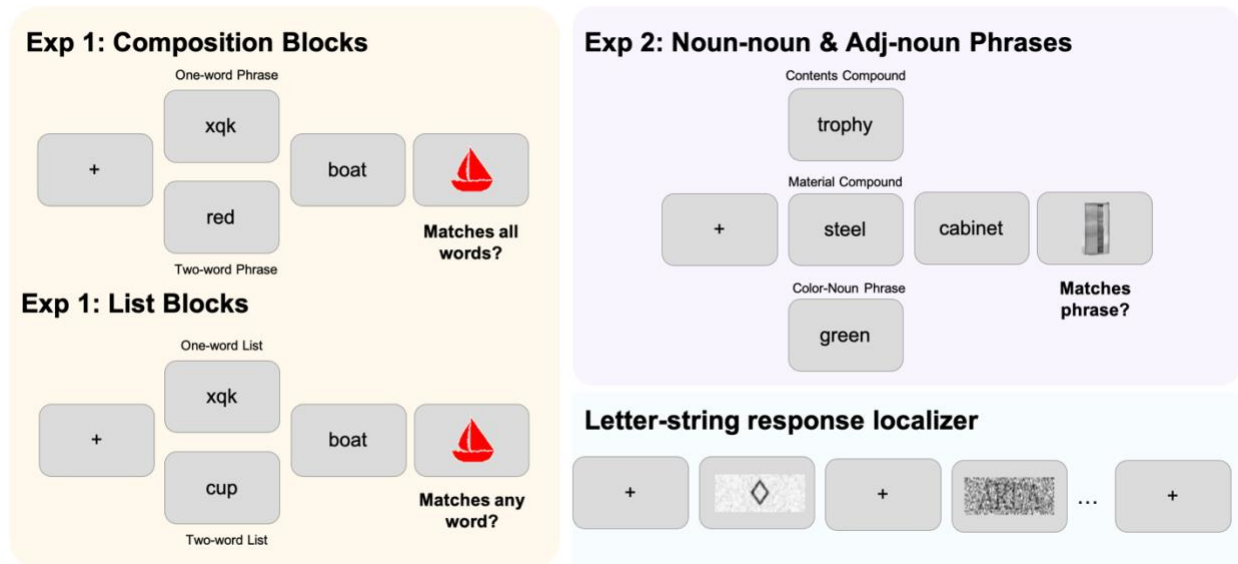 Exp 1: Composition Blocks
One-word Phrase
xqk
+
boat
red
Matches all
words?
Two-word Phrase
Exp 1: List Blocks
One-word List
xqk
+
boat
cup
Matches any
word?
Two-word List
Exp 2: Noun-noun & Adj-noun Phrases
Contents Compound
trophy
Material Compound
+
steel
cabinet
Matches
phrase?
Color-Noun Phrase
green
Letter-string response localizer
+
+
...
+